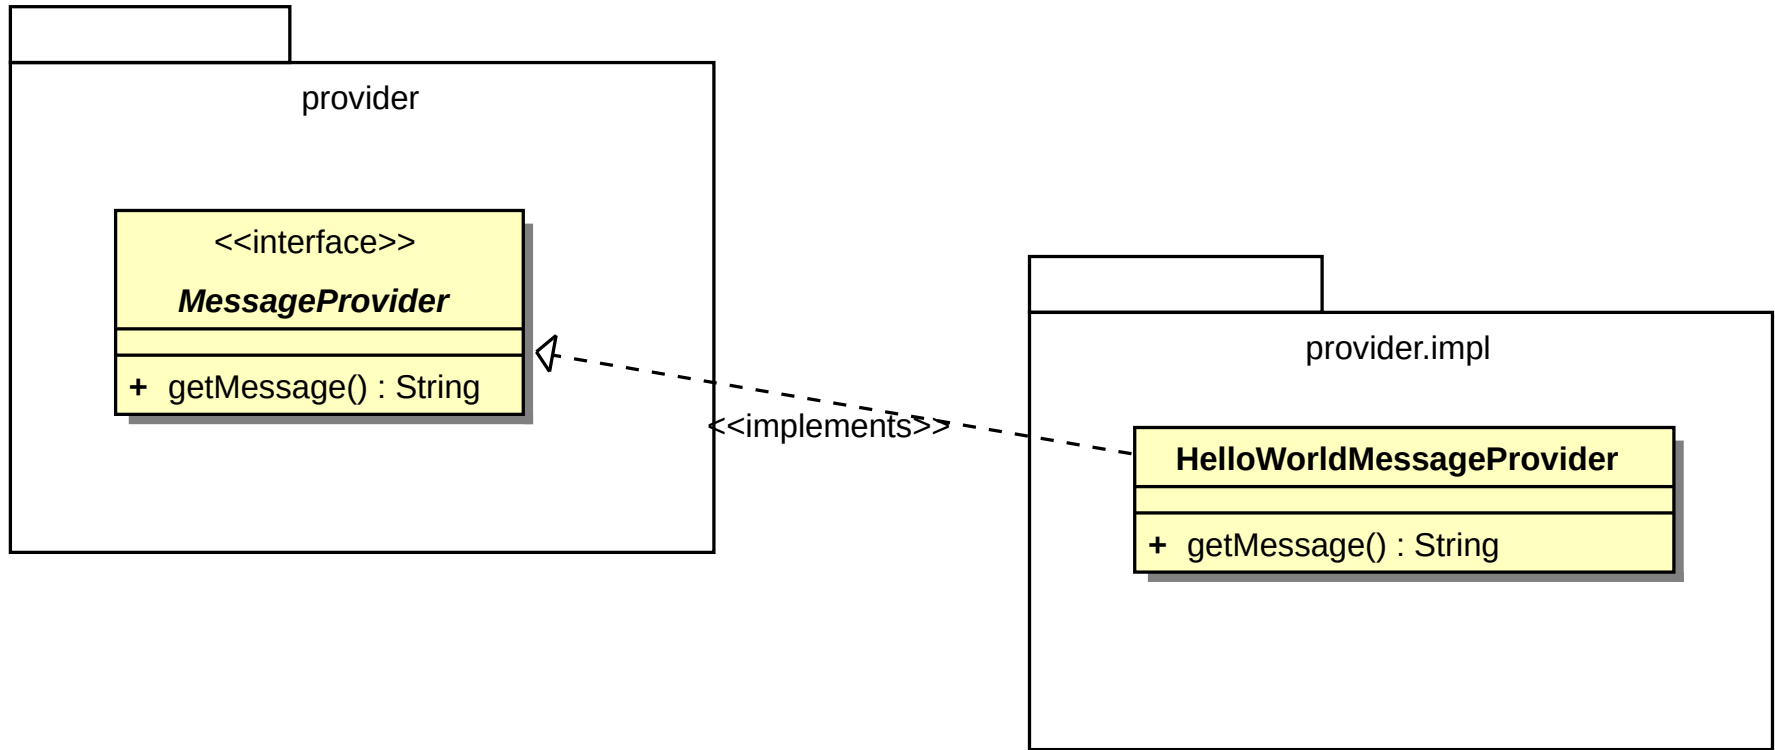 provider
<<interface>>
MessageProvider
+ getMessage() : String
<<implements>>
provider.impl
HelloWorldMessageProvider
+ getMessage() : String